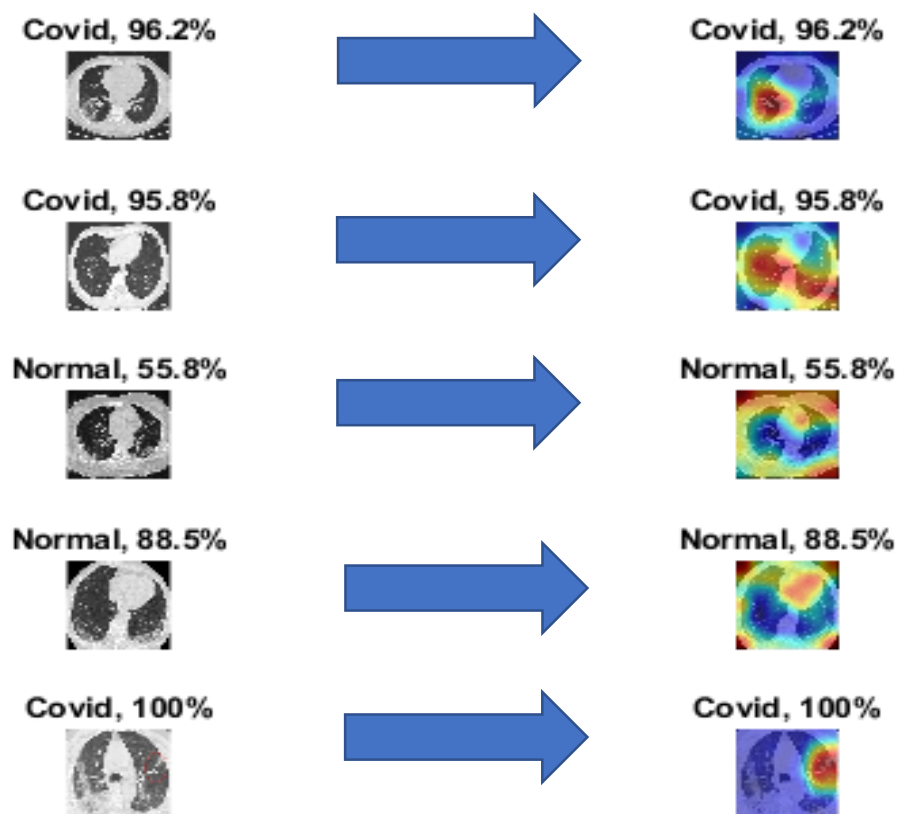 Covid, 96.2%
Covid, 96.2%
Covid, 95.8%
Covid, 95.8%
Normal, 55.8%
Normal, 55.8%
Normal, 88.5%
Normal, 88.5%
Covid, 100%
Covid, 100%